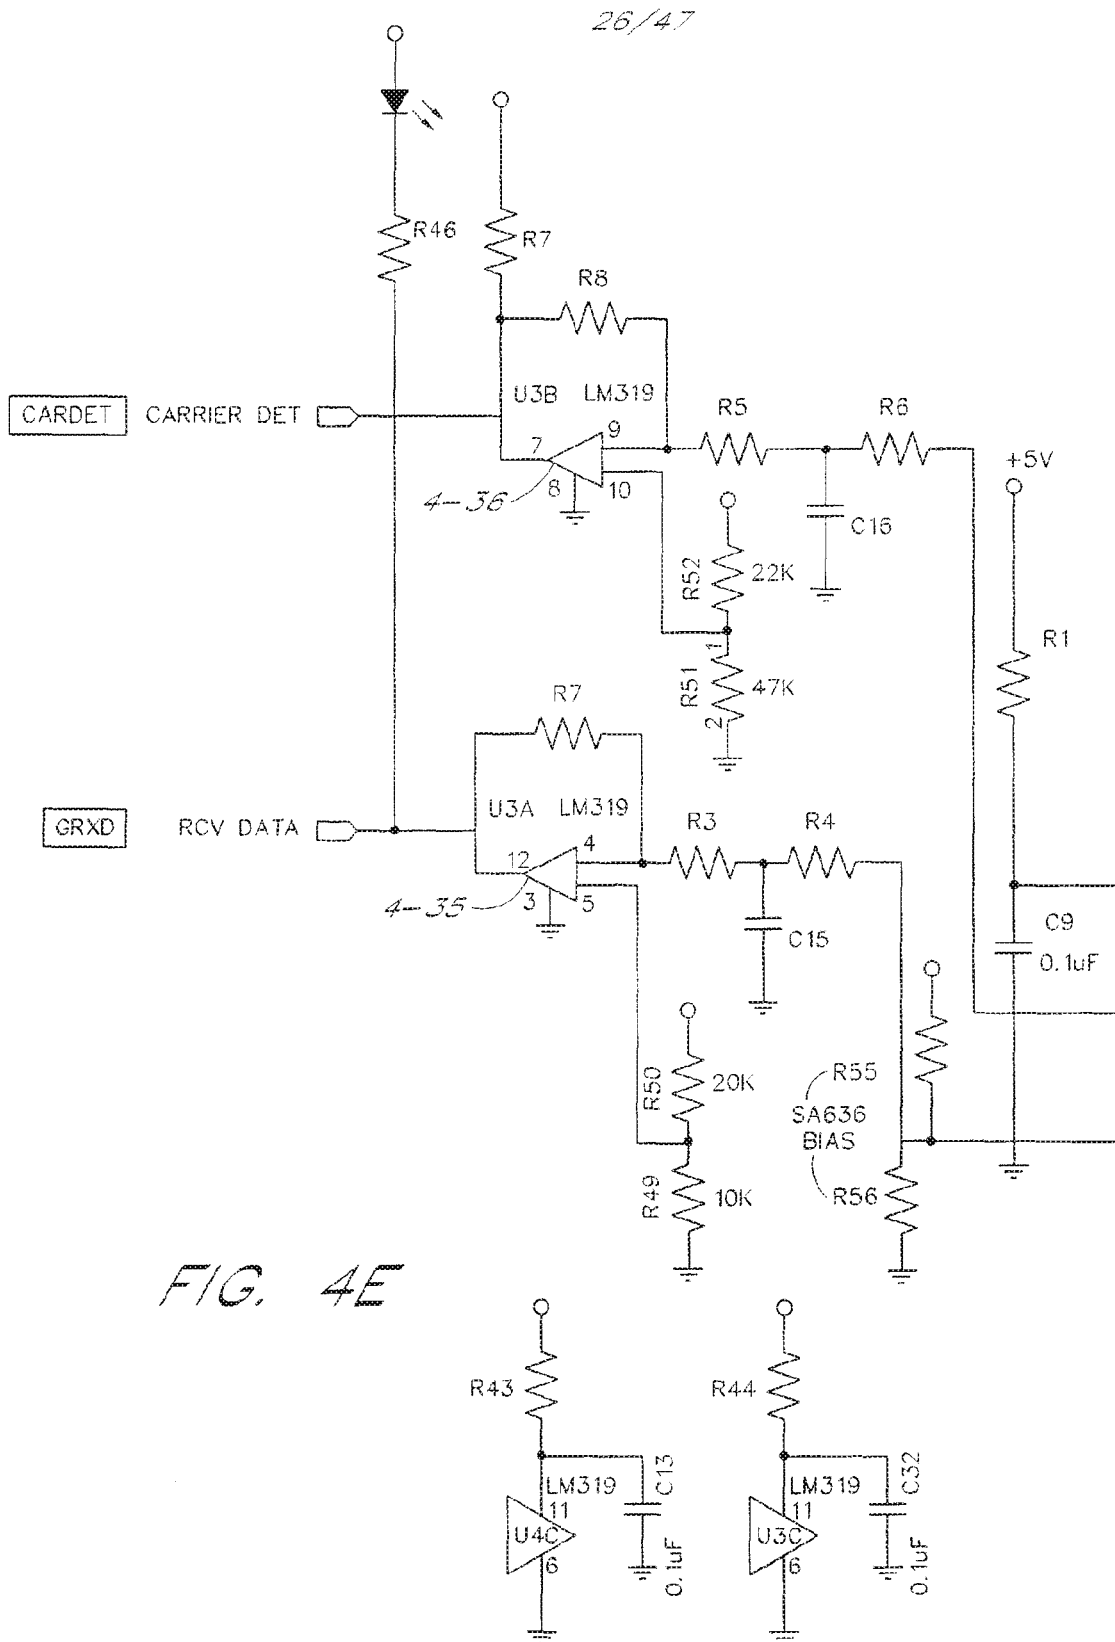 26/47
R46
R7
R8
U3B LM319
CARDET CARRIER DET
R5
R6
7
9
8
10
4-36
+5V
C16
R52
22K
R1
1
R51
47K
2
R7
U3A LM319
GRXD RCV DATA
R3
R4
12
4
3
5
4-35
C15
C9
0.1uF
R50
20K
R55
SA636
BIAS
R49
10K
R56
FIG. 4E
R43
R44
LM319
C13
11
U4C
6
0.1uF
LM319
C32
11
U3C
6
0.1uF